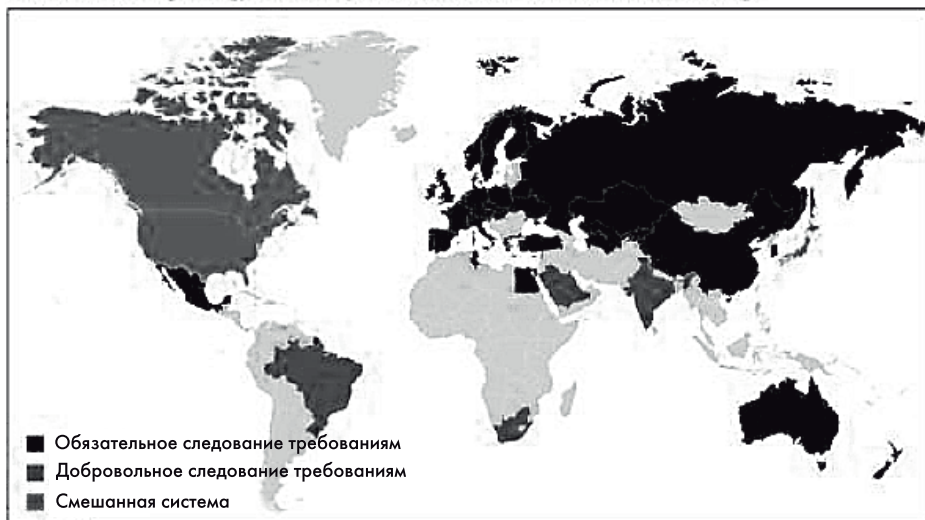 Обязательное следование требованиям
Добровольное следование требованиям
Смешанная система